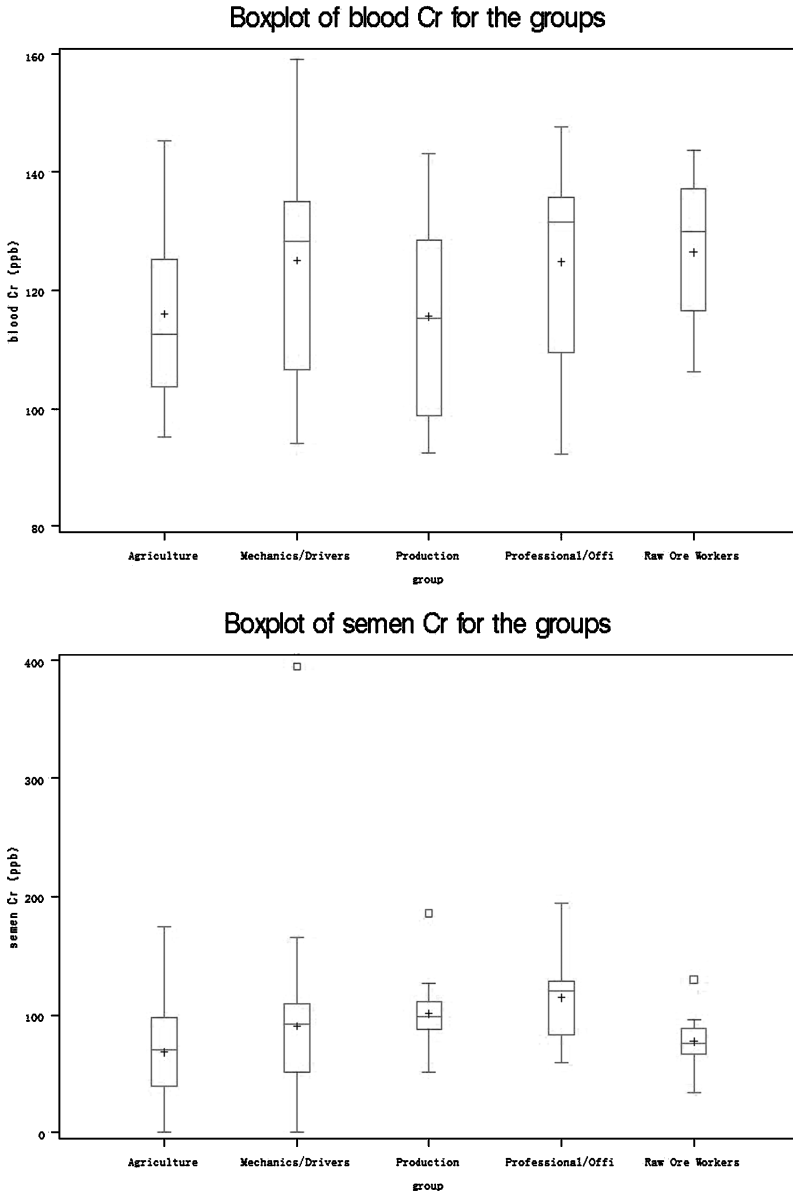 Boxplot of blood Cr for the groups
160
140
120
100
80
blood Cr (ppb)
Agriculture Mechanics/Drivers Production Professional/Offi Raw Ore Workers
group
Boxplot of semen Cr for the groups
400
300
200
100
0
semen Cr (ppb)
Agriculture Mechanics/Drivers Production Professional/Offi Raw Ore Workers
group